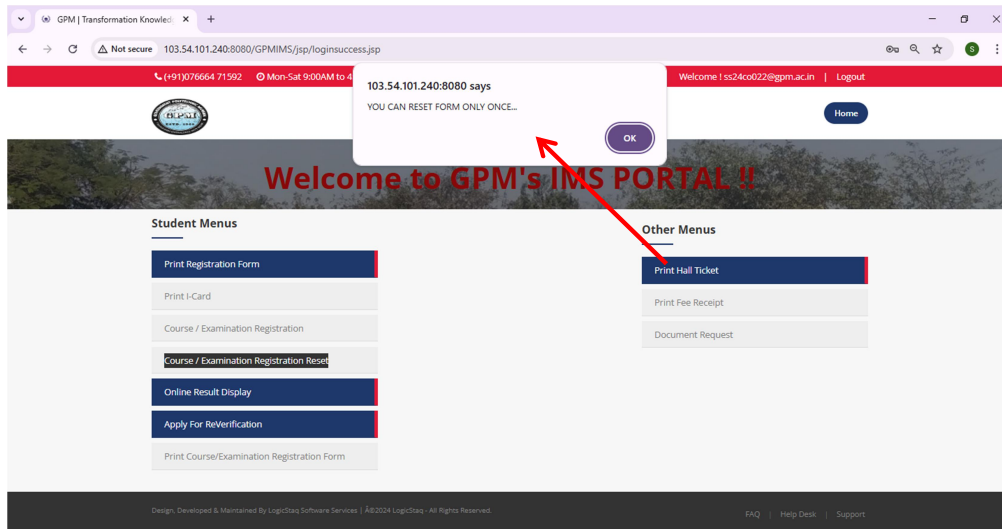 GPM | Transformation Knowled
Not secure
103.54.101.240:8080/GPMIMS/jsp/loginsuccess.jsp
S
(+91)076664 71592
Mon-Sat 9:00AM to 4
Welcome ! ss24co022@gpm.ac.in | Logout
103.54.101.240:8080 says
YOU CAN RESET FORM ONLY ONCE...
OK
Home
Welcome to GPM's IMS PORTAL !!
Student Menus
Print Registration Form
Print I-Card
Course / Examination Registration
Course / Examination Registration Reset
Online Result Display
Apply For ReVerification
Print Course/Examination Registration Form
Other Menus
Print Hall Ticket
Print Fee Receipt
Document Request
Design, Developed & Maintained By LogicStaq Software Services | Â®2024 LogicStaq - All Rights Reserved.
FAQ | Help Desk | Support